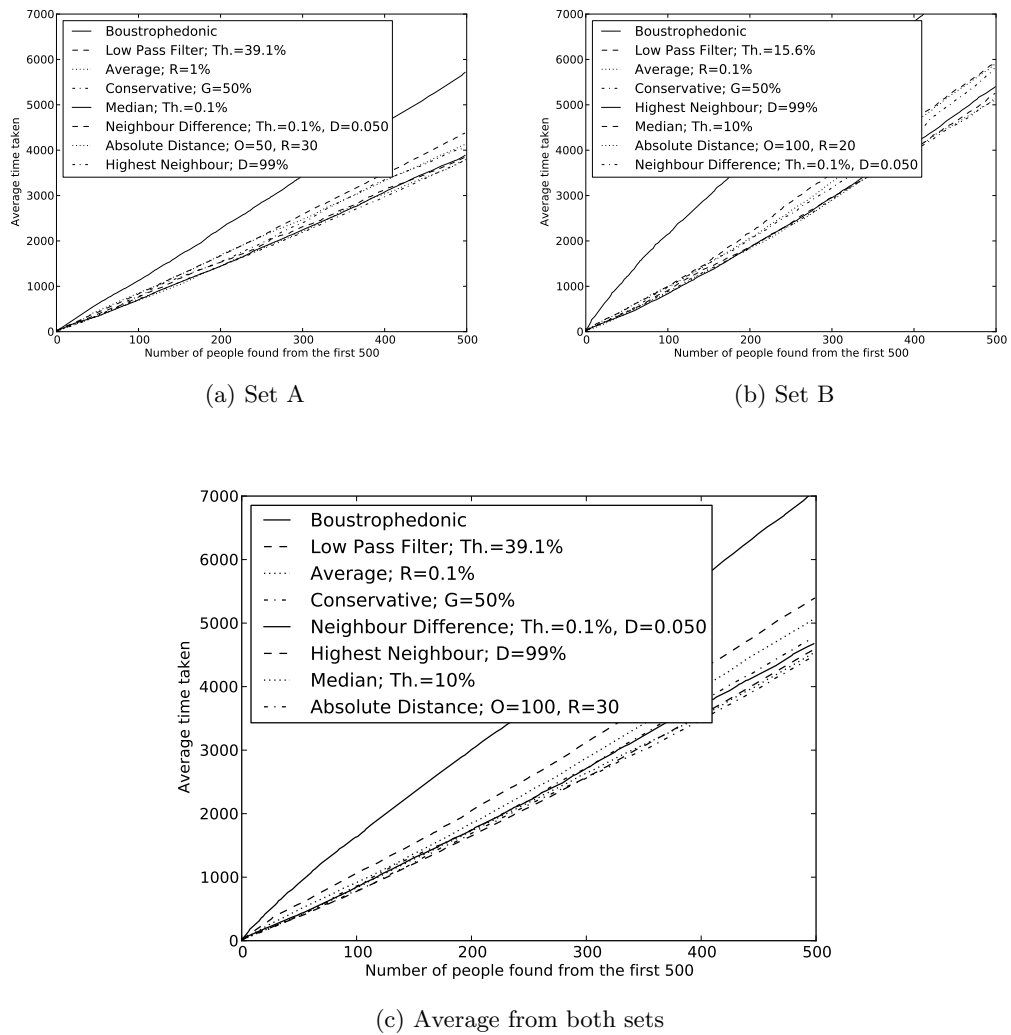 7000
6000
5000
4000
3000
2000
1000
0
Average time taken
Boustrophedonic
Low Pass Filter; Th.=39.1%
Average; R=1%
Conservative; G=50%
Median; Th.=0.1%
Neighbour Difference; Th.=0.1%, D=0.050
Absolute Distance; O=50, R=30
Highest Neighbour; D=99%
0 100 200 300 400 500
Number of people found from the first 500
(a) Set A
7000
6000
5000
4000
3000
2000
1000
0
Average time taken
Boustrophedonic
Low Pass Filter; Th.=15.6%
Average; R=0.1%
Conservative; G=50%
Highest Neighbour; D=99%
Median; Th.=10%
Absolute Distance; O=100, R=20
Neighbour Difference; Th.=0.1%, D=0.050
0 100 200 300 400 500
Number of people found from the first 500
(b) Set B
7000
6000
5000
4000
3000
2000
1000
0
Average time taken
Boustrophedonic
Low Pass Filter; Th.=39.1%
Average; R=0.1%
Conservative; G=50%
Neighbour Difference; Th.=0.1%, D=0.050
Highest Neighbour; D=99%
Median; Th.=10%
Absolute Distance; O=100, R=30
0 100 200 300 400 500
Number of people found from the first 500
(c) Average from both sets